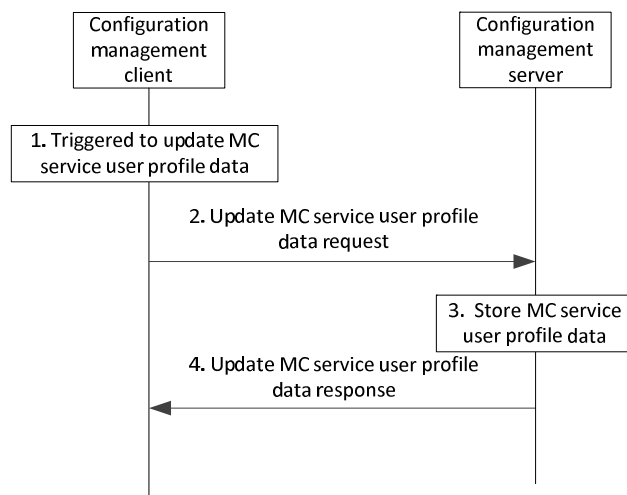 Configuration
management
client
Configuration
management
server
1. Triggered to update MC
service user profile data
2. Update MC service user profile
data request
3. Store MC service
user profile data
4. Update MC service user profile
data response